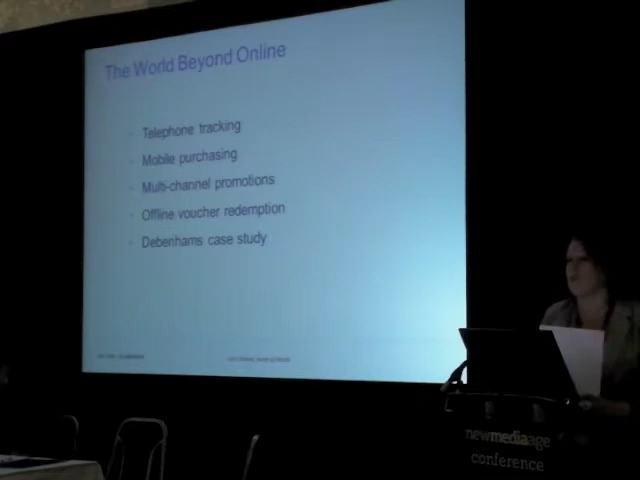 The World Beyond Online
Telephone tracking
Mobile purchasing
Multi-channel promotions
Offline voucher redemption
Debenhams case study
newmediaage
conference